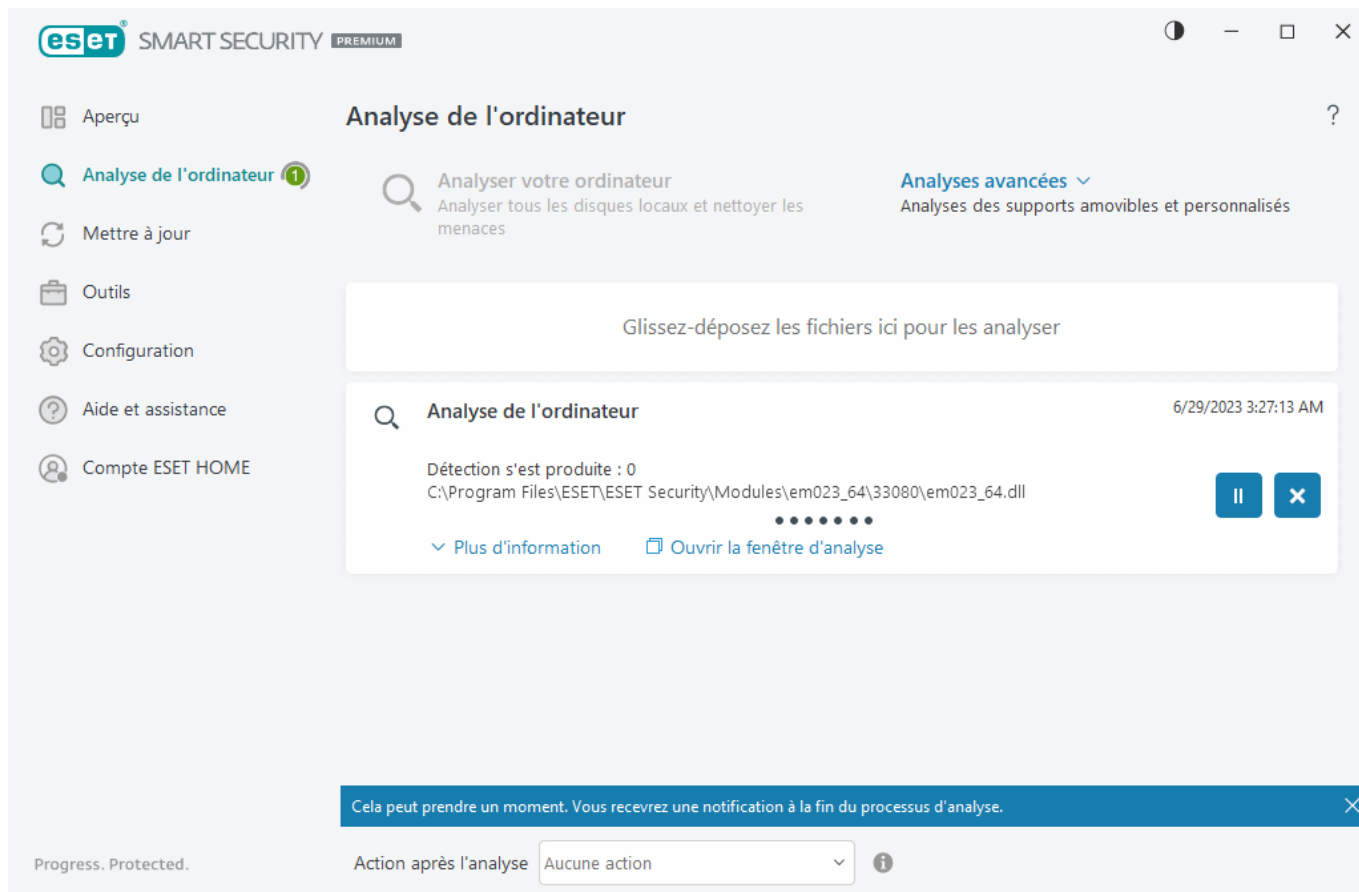 eset® SMART SECURITY PREMIUM
Aperçu
Analyse de l'ordinateur 1
Mettre à jour
Outils
Configuration
Aide et assistance
Compte ESET HOME
Progress. Protected.
Analyse de l'ordinateur ?
Analyser votre ordinateur
Analyser tous les disques locaux et nettoyer les
menaces
Analyses avancées
Analyses des supports amovibles et personnalisés
Glissez-déposez les fichiers ici pour les analyser
Analyse de l'ordinateur 6/29/2023 3:27:13 AM
Détection s'est produite : 0
C:\Program Files\ESET\ESET Security\Modules\em023_64\33080\em023_64.dll
Plus d'information Ouvrir la fenêtre d'analyse
Cela peut prendre un moment. Vous recevrez une notification à la fin du processus d'analyse.
Action après l'analyse Aucune action